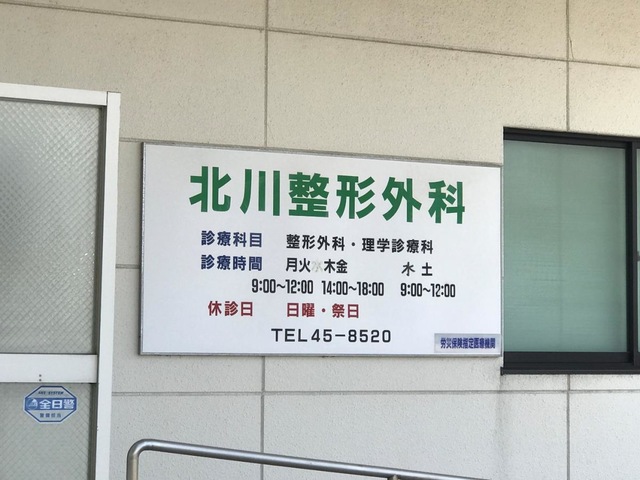 北川整形外科
診療科目 整形外科・理学診療科
診療時間 月火水木金 水土
9:00~12:00 14:00~18:00 9:00~12:00
休診日 日曜・祭日
TEL45-8520
労災保険指定医療機関
全日警